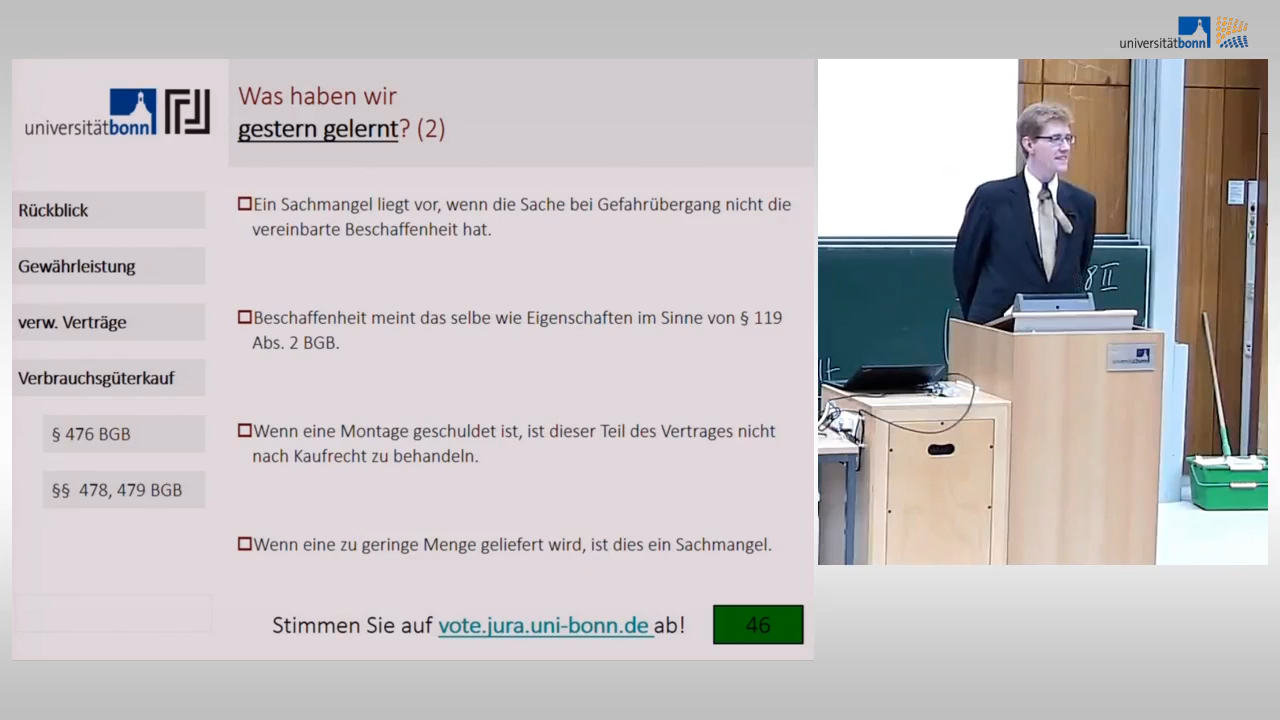 universitätbonn
universitätbonn
Was haben wir
gestern gelernt? (2)
Rückblick
Gewährleistung
verw. Verträge
Verbrauchsgüterkauf
§ 476 BGB
§§ 478, 479 BGB
Ein Sachmangel liegt vor, wenn die Sache bei Gefahrübergang nicht die
vereinbarte Beschaffenheit hat.
Beschaffenheit meint das selbe wie Eigenschaften im Sinne von § 119
Abs. 2 BGB.
Wenn eine Montage geschuldet ist, ist dieser Teil des Vertrages nicht
nach Kaufrecht zu behandeln.
Wenn eine zu geringe Menge geliefert wird, ist dies ein Sachmangel.
Stimmen Sie auf vote.jura.uni-bonn.de ab!
46
8 II
universitätbonn